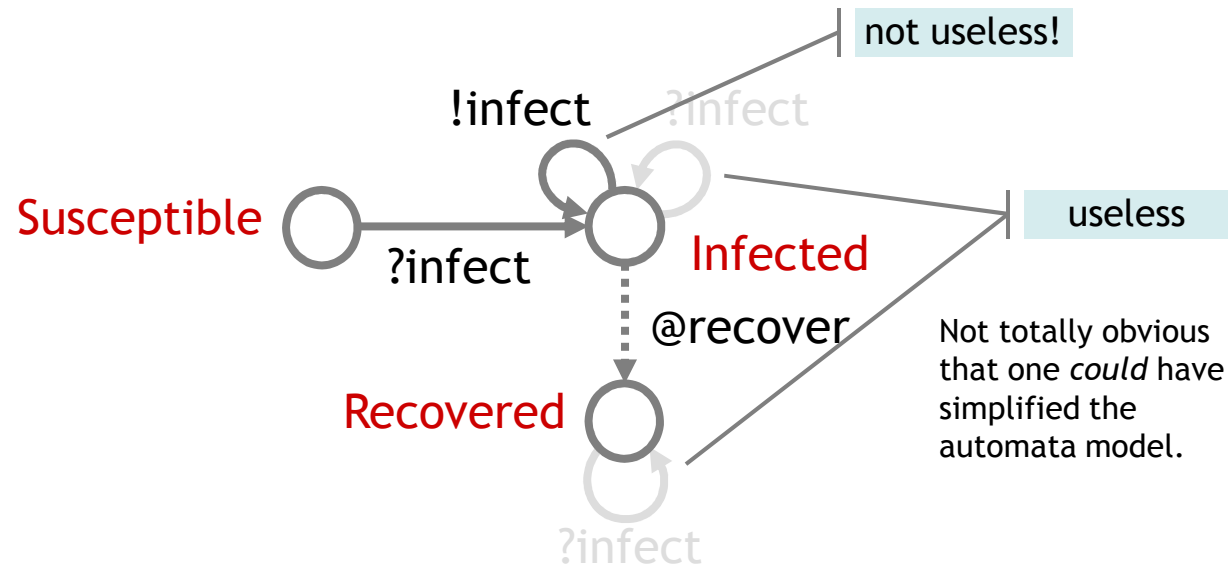 not useless!
!infect
?infect
Susceptible
useless
?infect
Infected
@recover
Not totally obvious
that one could have
simplified the
automata model.
Recovered
?infect